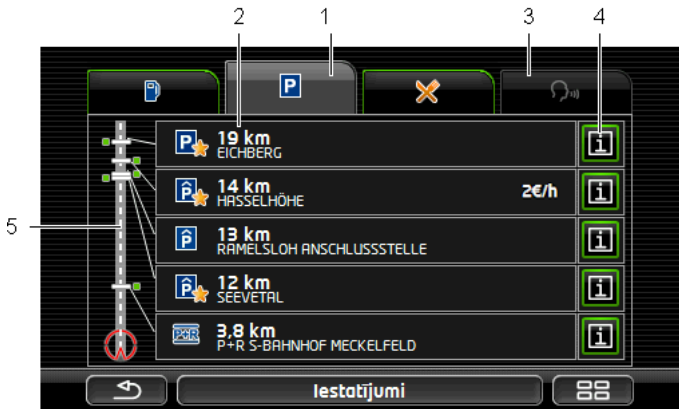 2 1 3 4
P
P 19 km
EICHBERG
P 14 km 2€/h
HASSELHÖHE
P 13 km
RAMELSLOH ANSCHLUSSSTELLE
5
P 12 km
SEEVETAL
P+R 3,8 km
P+R S-BAHNHOF MECKELFELD
Iestatījumi